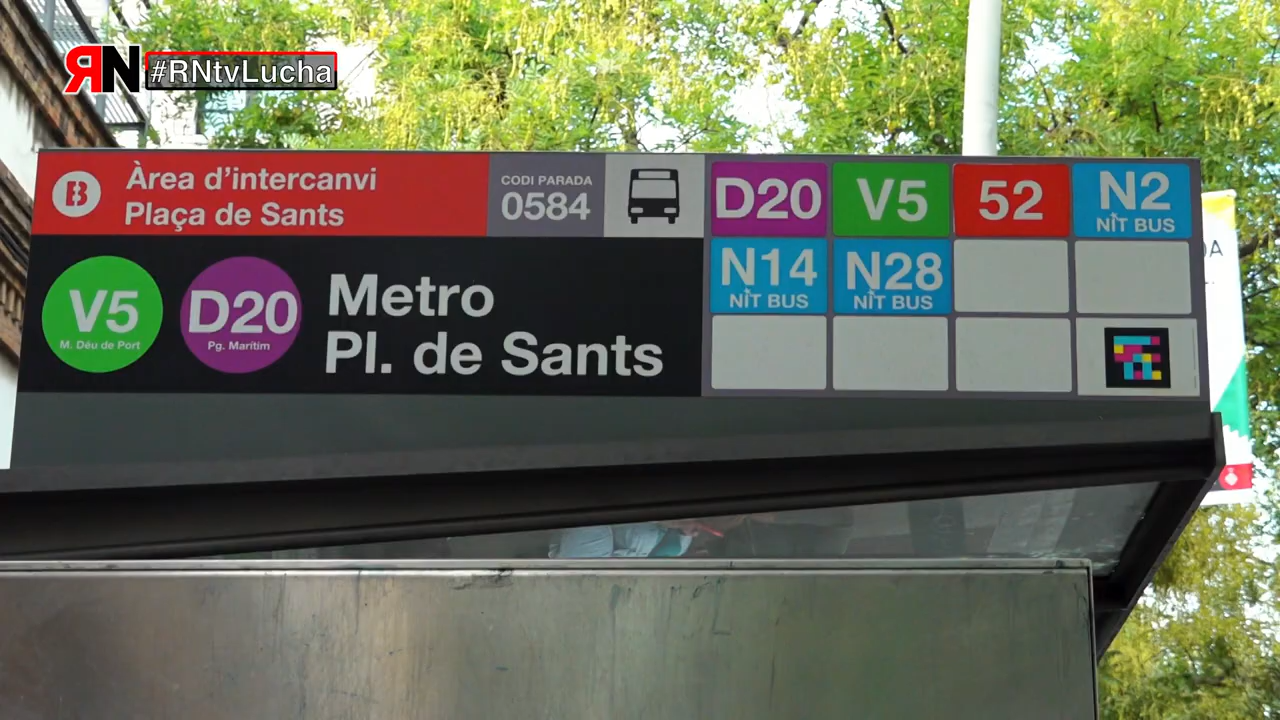 ЯN #RNtvLucha
B Àrea d'intercanvi
Plaça de Sants
CODI PARADA
0584
D20 V5 52 N2
NIT BUS
N14 N28
NIT BUS NIT BUS
V5
M. Déu de Port
D20
Pg. Marítim
Metro
Pl. de Sants